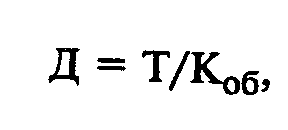 Д = Т/Коб,